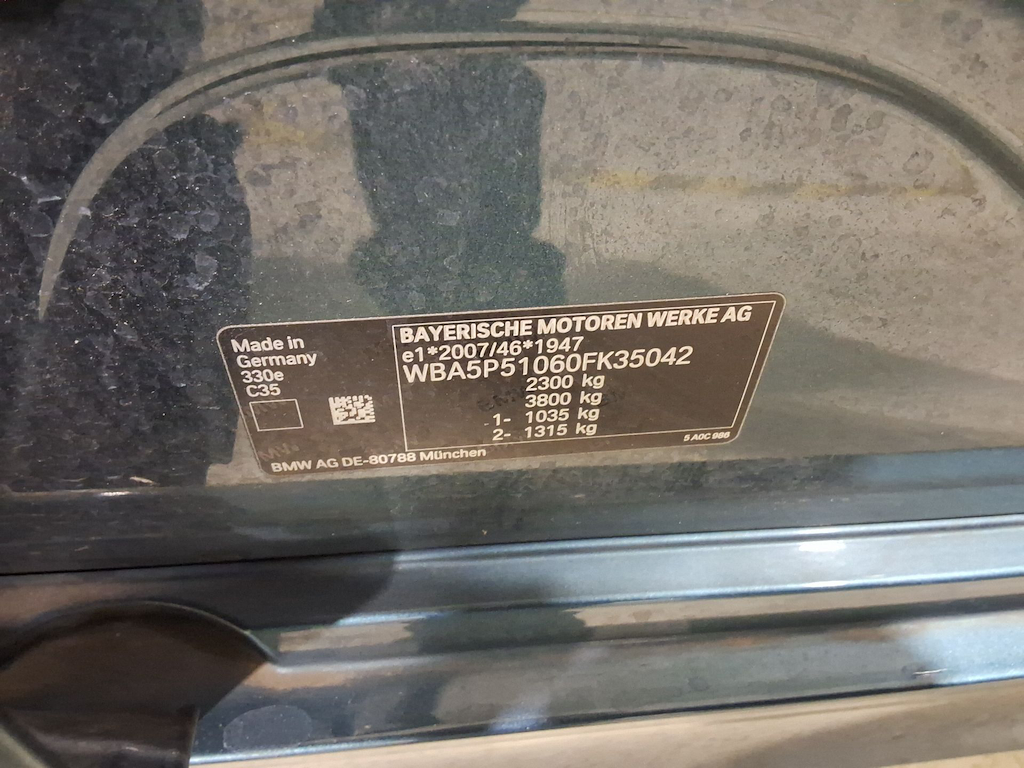 Made in
Germany
330e
C35
BAYERISCHE MOTOREN WERKE AG
e1*2007/46*1947
WBA5P51060FK35042
2300 kg
3800 kg
1- 1035 kg
2- 1315 kg
5 A0C 986
BMW AG DE-80788 München